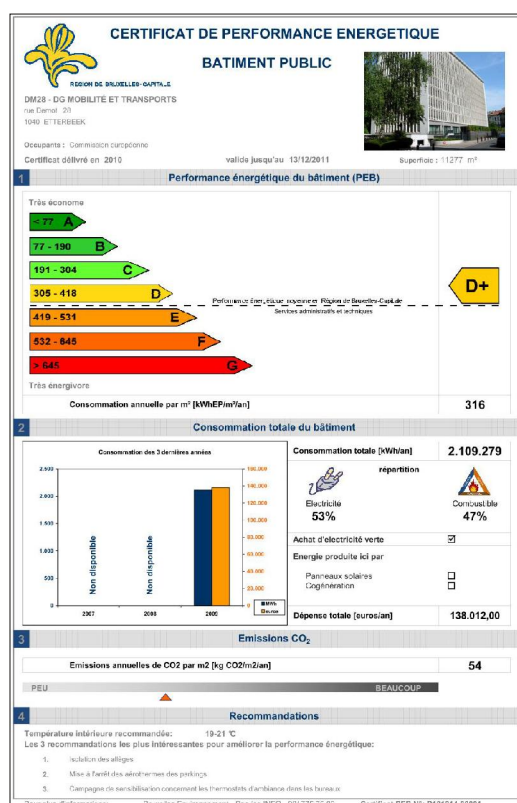 CERTIFICAT DE PERFORMANCE ENERGETIQUE
BATIMENT PUBLIC
REGION DE BRUXELLES-CAPITALE
DM28 - DG MOBILITÉ ET TRANSPORTS
rue Demot 28
1040 ETTERBEEK
Occupants : Commission européenne
Certificat délivré en 2010 valide jusqu'au 13/12/2011 Superficie : 11277 m²
1 Performance énergétique du bâtiment (PEB)
Très économe
< 77 A
77 - 190 B
191 - 304 C
305 - 418 D
D+
Performance énergétique moyenne en Région de Bruxelles-Capitale
Services administratifs et techniques
419 - 531 E
532 - 645 F
> 645 G
Très énergivore
Consommation annuelle par m² [kWhEP/m²/an] 316
2 Consommation totale du bâtiment
Consommation des 3 dernières années
2.500
2.000
1.500
1.000
500
0
160.000
140.000
120.000
100.000
80.000
60.000
40.000
20.000
0
Non disponible
Non disponible
2007 2008 2009
MWh
euros
Consommation totale [kWh/an] 2.109.279
répartition
Electricité Combustible
53% 47%
Achat d'électricité verte ☑
Energie produite ici par
Panneaux solaires ☐
Cogénération ☐
Dépense totale [euros/an] 138.012,00
3 Emissions CO₂
Emissions annuelles de CO2 par m2 [kg CO2/m2/an] 54
PEU BEAUCOUP
4 Recommandations
Température intérieure recommandée: 19-21 °C
Les 3 recommandations les plus intéressantes pour améliorer la performance énergétique:
1. Isolation des allèges
2. Mise à l'arrêt des aérothermes des parkings
3. Campagne de sensibilisation concernant les thermostats d'ambiance dans les bureaux